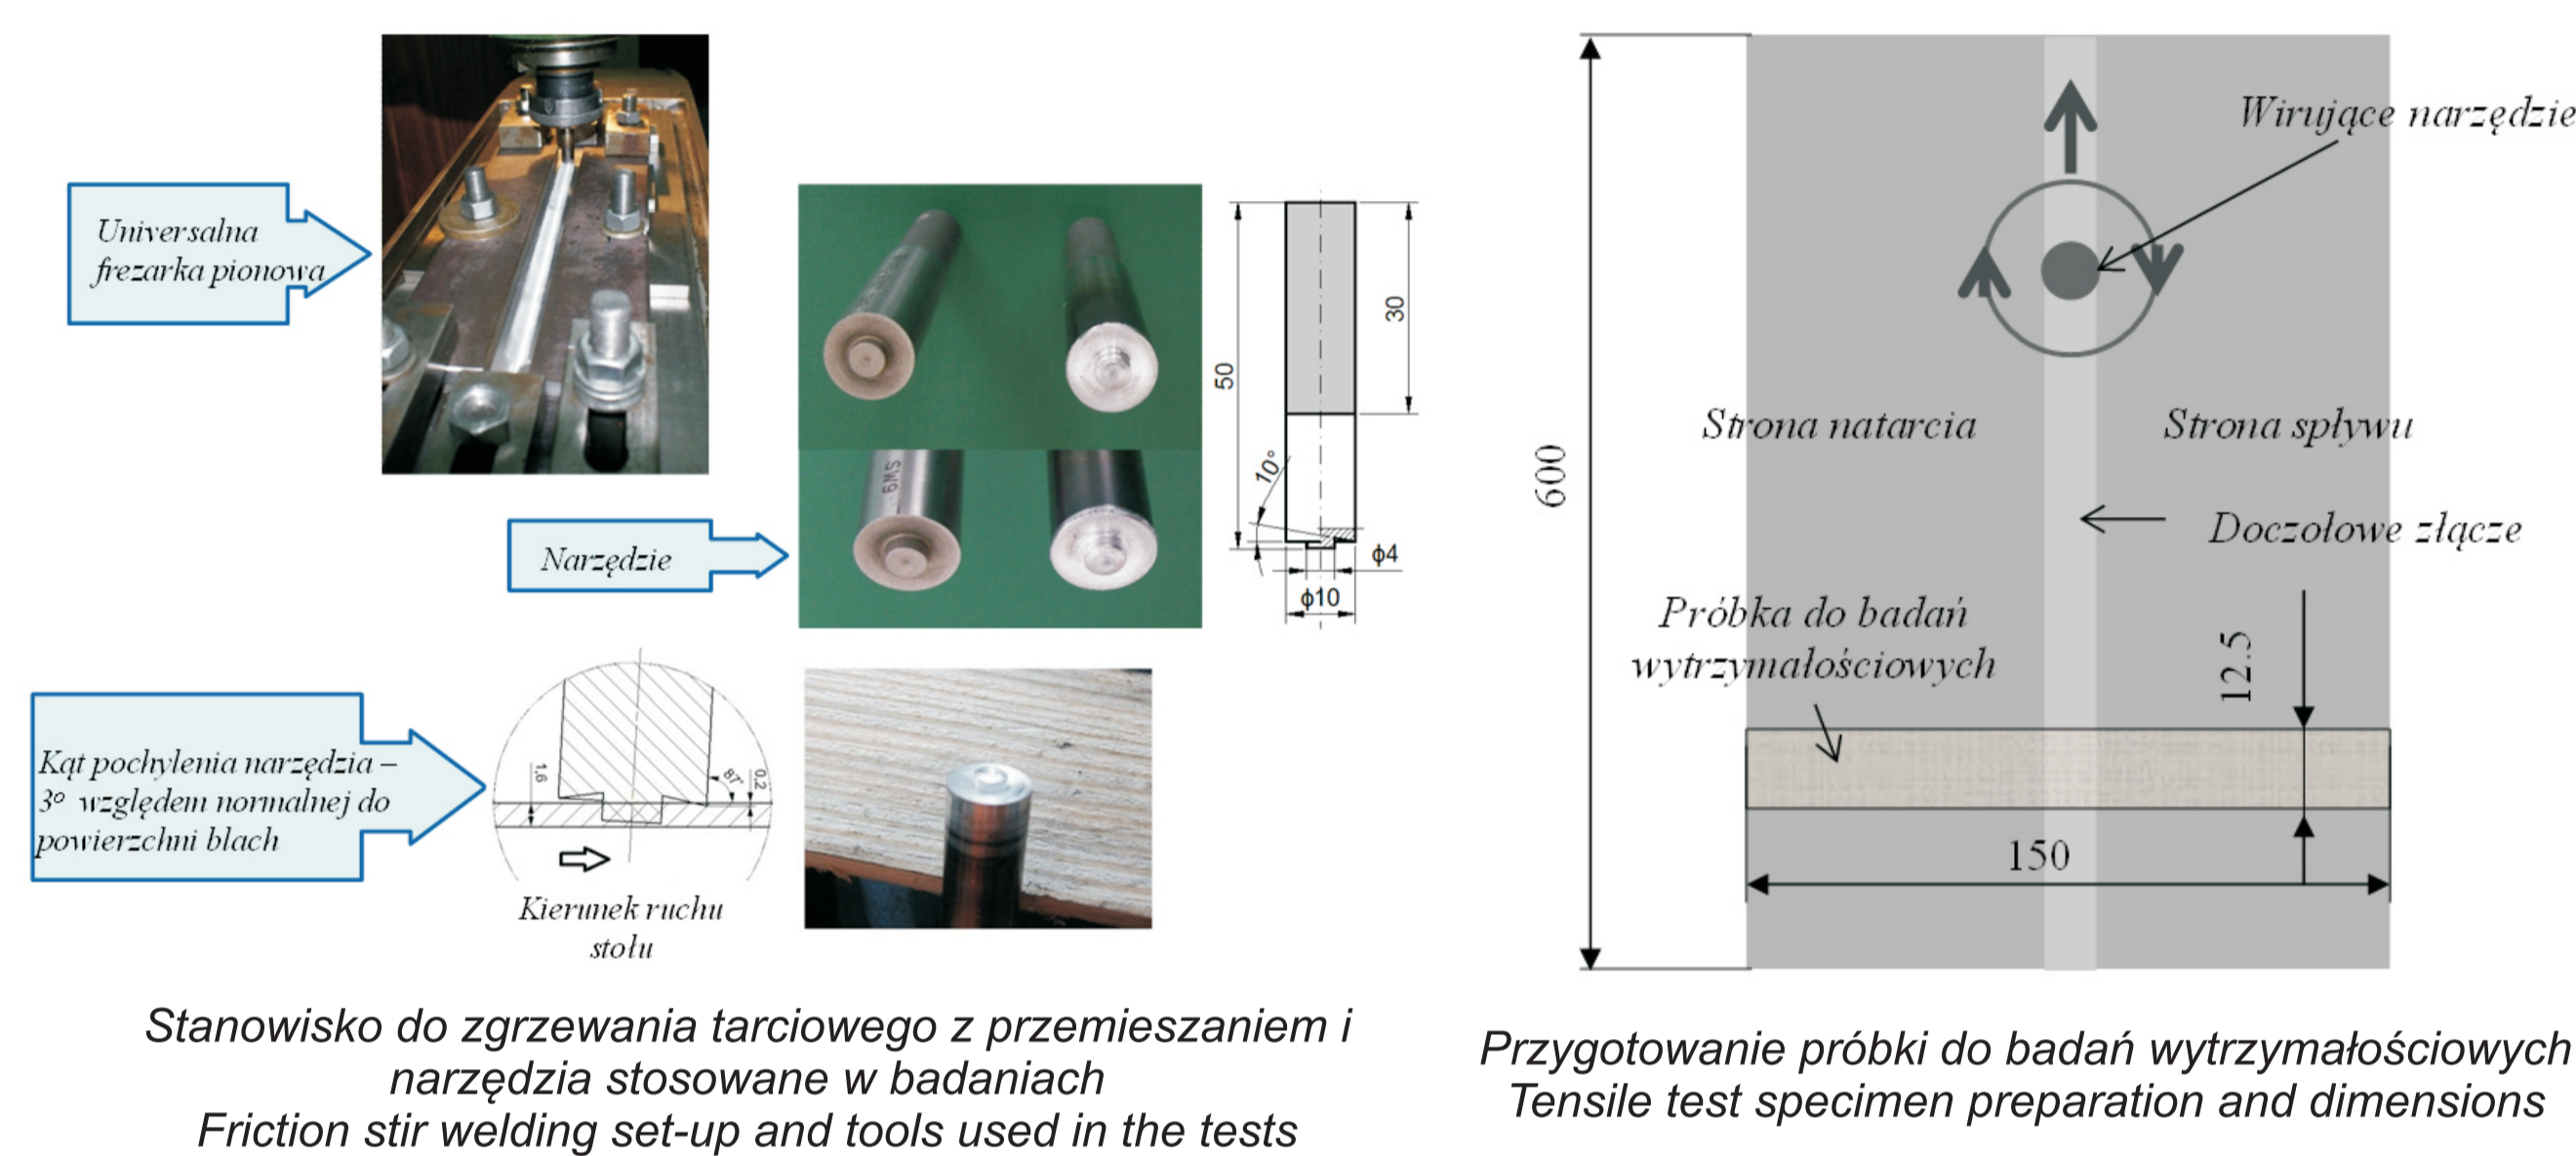 Universalna
frezarka pionowa
Narzędzie
SW9
50
30
10°
ϕ4
ϕ10
Kąt pochylenia narzędzia –
3º względem normalnej do
powierzchni blach
1,6
87°
0,2
Kierunek ruchu
stołu
Stanowisko do zgrzewania tarciowego z przemieszaniem i
narzędzia stosowane w badaniach
Friction stir welding set-up and tools used in the tests
Wirujące narzędzie
Strona natarcia
Strona spływu
600
Doczołowe złącze
Próbka do badań
wytrzymałościowych
12.5
150
Przygotowanie próbki do badań wytrzymałościowych
Tensile test specimen preparation and dimensions